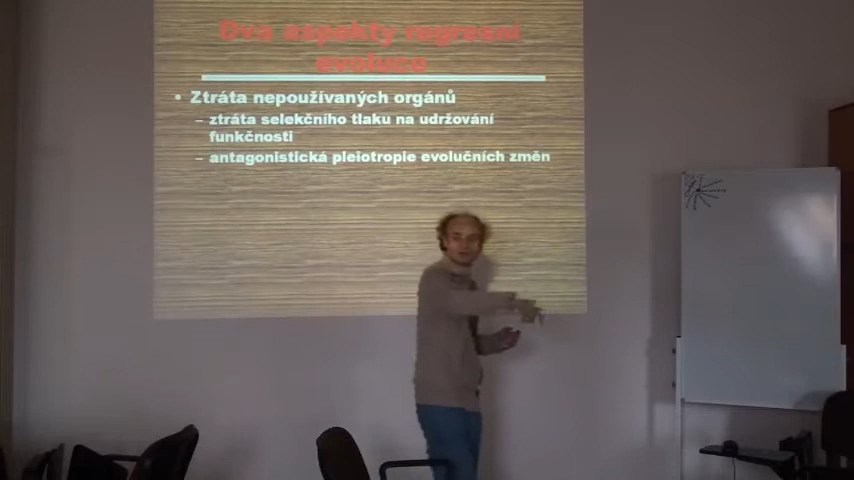 Dva aspekty regresní
evoluce
• Ztráta nepoužívaných orgánů
– ztráta selekčního tlaku na udržování
funkčnosti
– antagonistická pleiotropie evolučních změn